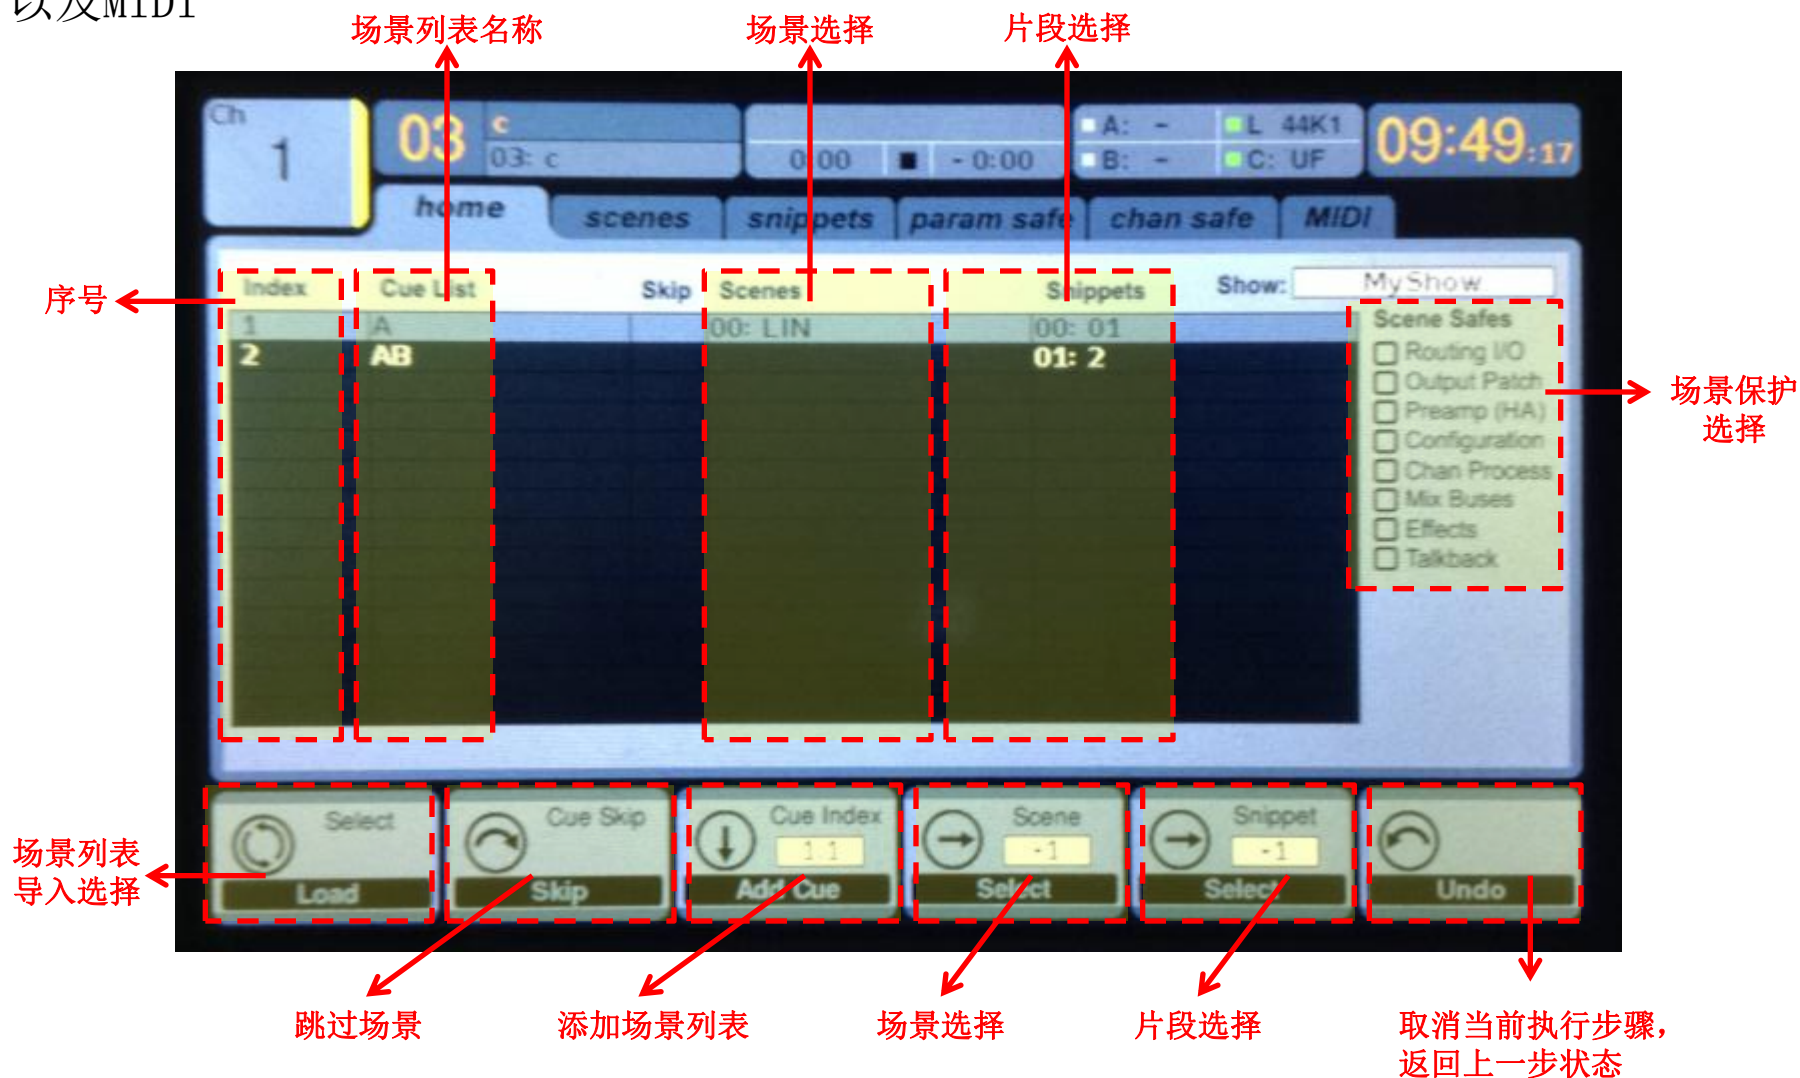 以及MIDI
场景列表名称
场景选择
片段选择
Ch
1
03
c
03: c
0:00
- 0:00
A: -
B: -
L 44K1
C: UF
09:49:17
home
scenes
snippets
param safe
chan safe
MIDI
序号
Index
Cue List
Skip
Scenes
Snippets
Show:
MyShow
1 A 00: LIN 00: 01
2 AB 01: 2
Scene Safes
Routing I/O
Output Patch
Preamp (HA)
Configuration
Chan Process
Mix Buses
Effects
Talkback
场景保护
选择
场景列表
导入选择
Select
Load
Cue Skip
Skip
Cue Index
1.1
Add Cue
Scene
-1
Select
Snippet
-1
Select
Undo
跳过场景
添加场景列表
场景选择
片段选择
取消当前执行步骤，
返回上一步状态